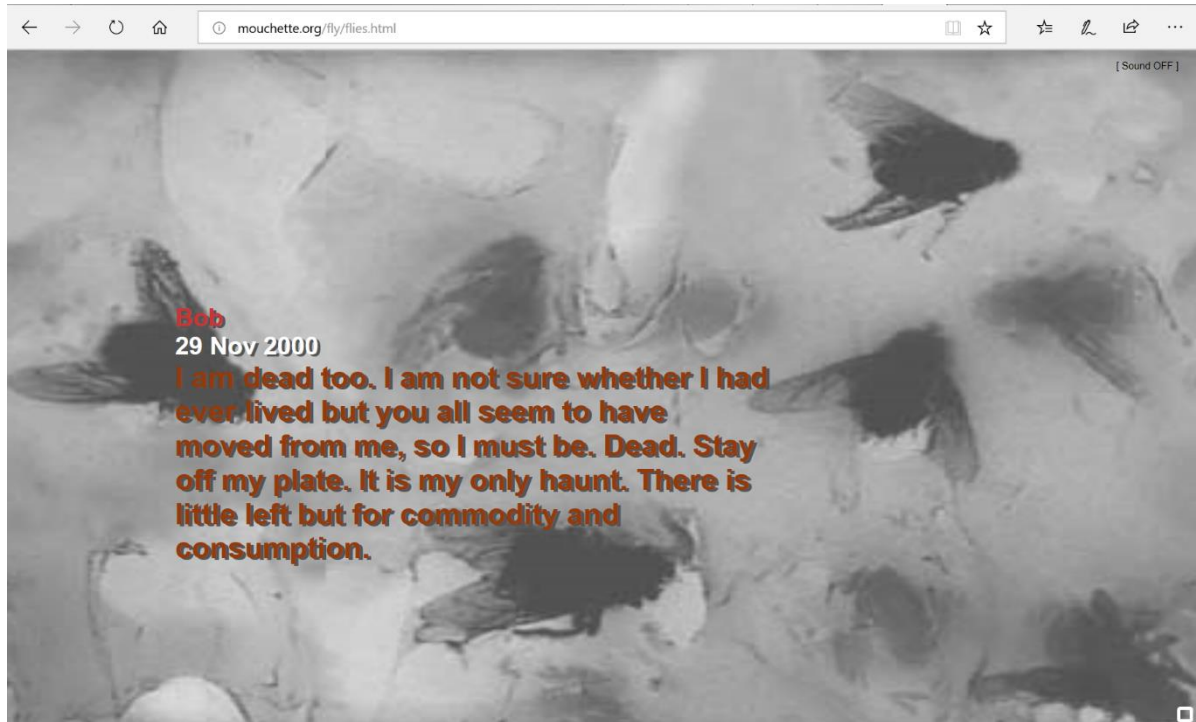 mouchette.org/fly/flies.html
[ Sound OFF ]
Bob
29 Nov 2000
I am dead too. I am not sure whether I had
ever lived but you all seem to have
moved from me, so I must be. Dead. Stay
off my plate. It is my only haunt. There is
little left but for commodity and
consumption.